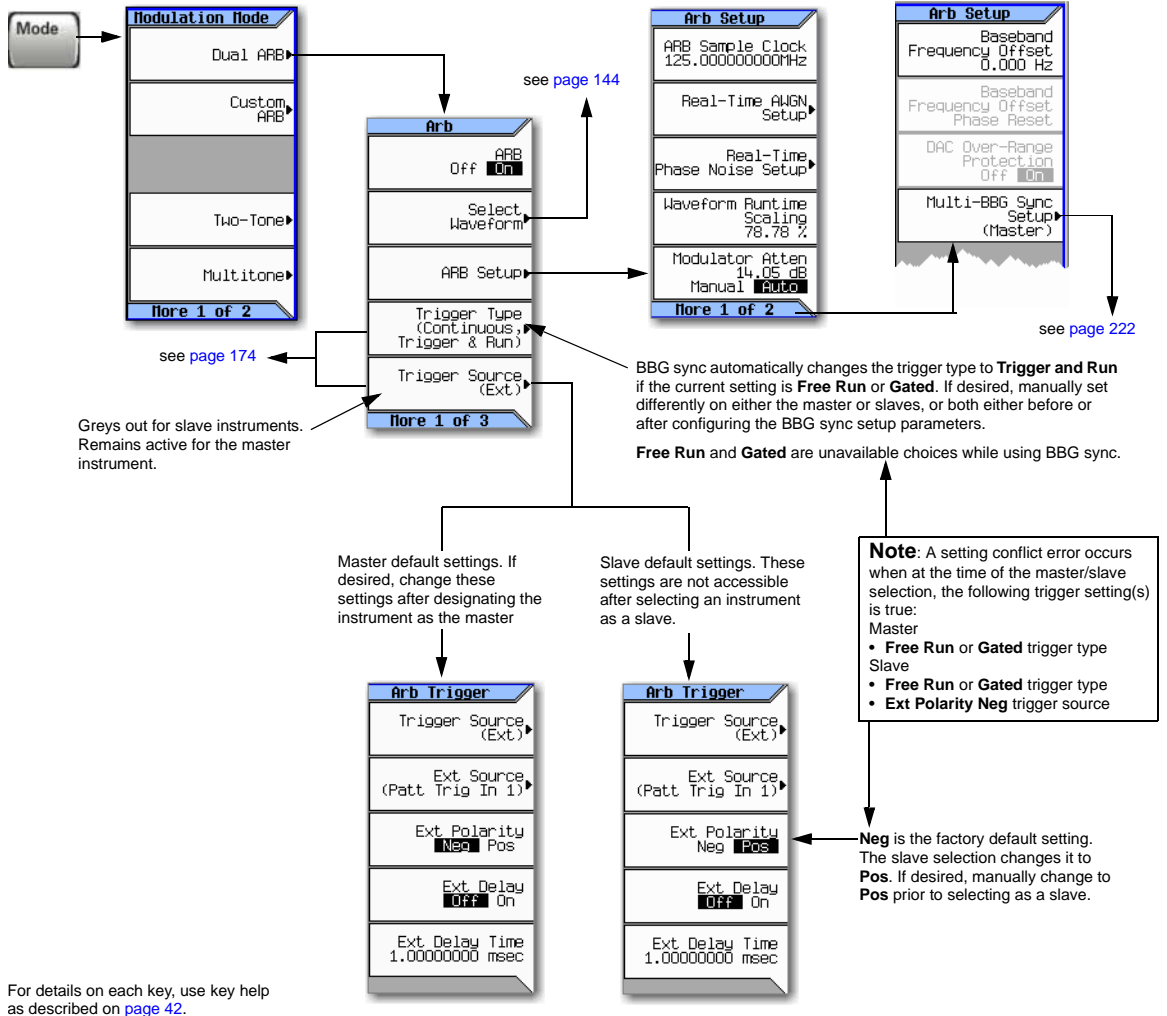 Mode
Modulation Mode
Dual ARB
Custom
ARB
Two-Tone
Multitone
More 1 of 2
Arb
ARB
Off On
Select
Waveform
ARB Setup
Trigger Type
(Continuous,
Trigger & Run)
Trigger Source
(Ext)
More 1 of 3
see page 144
Arb Setup
ARB Sample Clock
125.000000000MHz
Real-Time AWGN
Setup
Real-Time
Phase Noise Setup
Waveform Runtime
Scaling
78.78 %
Modulator Atten
14.05 dB
Manual Auto
More 1 of 2
Arb Setup
Baseband
Frequency Offset
0.000 Hz
Baseband
Frequency Offset
Phase Reset
DAC Over-Range
Protection
Off On
Multi-BBG Sync
Setup
(Master)
see page 222
see page 174
Greys out for slave instruments.
Remains active for the master
instrument.
BBG sync automatically changes the trigger type to Trigger and Run
if the current setting is Free Run or Gated. If desired, manually set
differently on either the master or slaves, or both either before or
after configuring the BBG sync setup parameters.
Free Run and Gated are unavailable choices while using BBG sync.
Master default settings. If
desired, change these
settings after designating the
instrument as the master
Slave default settings. These
settings are not accessible
after selecting an instrument
as a slave.
Note: A setting conflict error occurs
when at the time of the master/slave
selection, the following trigger setting(s)
is true:
Master
• Free Run or Gated trigger type
Slave
• Free Run or Gated trigger type
• Ext Polarity Neg trigger source
Arb Trigger
Trigger Source
(Ext)
Ext Source
(Patt Trig In 1)
Ext Polarity
Neg Pos
Ext Delay
Off On
Ext Delay Time
1.00000000 msec
Arb Trigger
Trigger Source
(Ext)
Ext Source
(Patt Trig In 1)
Ext Polarity
Neg Pos
Ext Delay
Off On
Ext Delay Time
1.00000000 msec
Neg is the factory default setting.
The slave selection changes it to
Pos. If desired, manually change to
Pos prior to selecting as a slave.
For details on each key, use key help
as described on page 42.